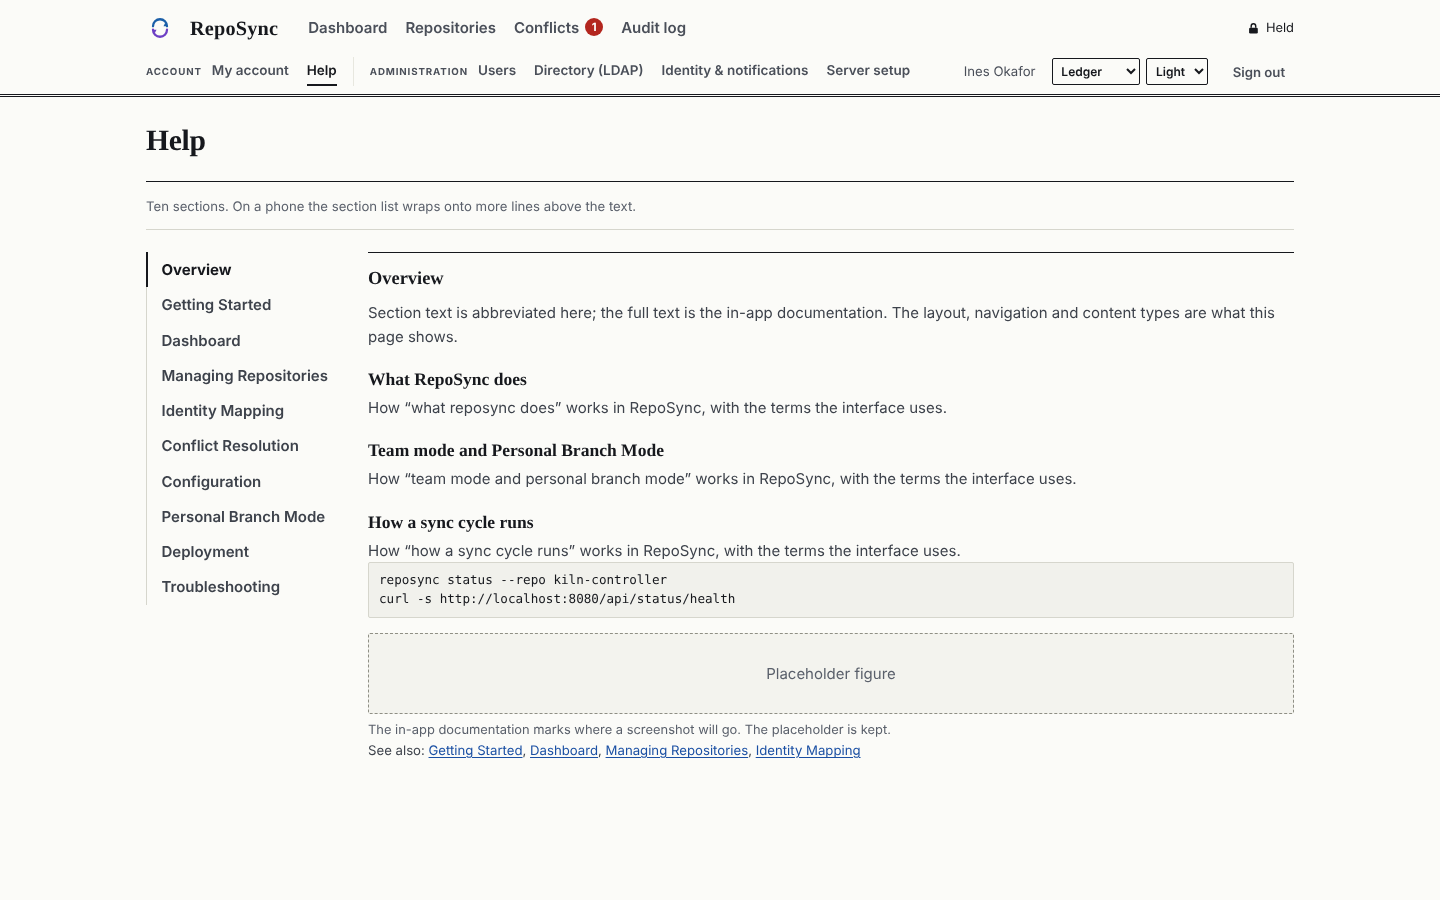 RepoSync Dashboard Repositories Conflicts 1 Audit log Held
ACCOUNT My account Help ADMINISTRATION Users Directory (LDAP) Identity & notifications Server setup Ines Okafor Ledger Light Sign out
Help
Ten sections. On a phone the section list wraps onto more lines above the text.
Overview
Getting Started
Dashboard
Managing Repositories
Identity Mapping
Conflict Resolution
Configuration
Personal Branch Mode
Deployment
Troubleshooting
Overview
Section text is abbreviated here; the full text is the in-app documentation. The layout, navigation and content types are what this
page shows.
What RepoSync does
How “what reposync does” works in RepoSync, with the terms the interface uses.
Team mode and Personal Branch Mode
How “team mode and personal branch mode” works in RepoSync, with the terms the interface uses.
How a sync cycle runs
How “how a sync cycle runs” works in RepoSync, with the terms the interface uses.
reposync status --repo kiln-controller
curl -s http://localhost:8080/api/status/health
Placeholder figure
The in-app documentation marks where a screenshot will go. The placeholder is kept.
See also: Getting Started, Dashboard, Managing Repositories, Identity Mapping